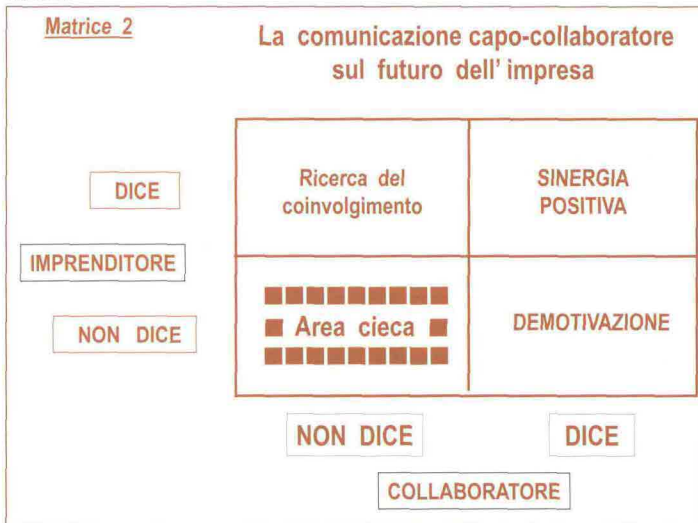 Matrice 2
La comunicazione capo-collaboratore
sul futuro dell' impresa
DICE
Ricerca del
coinvolgimento
SINERGIA
POSITIVA
IMPRENDITORE
NON DICE
Area cieca
DEMOTIVAZIONE
NON DICE
DICE
COLLABORATORE